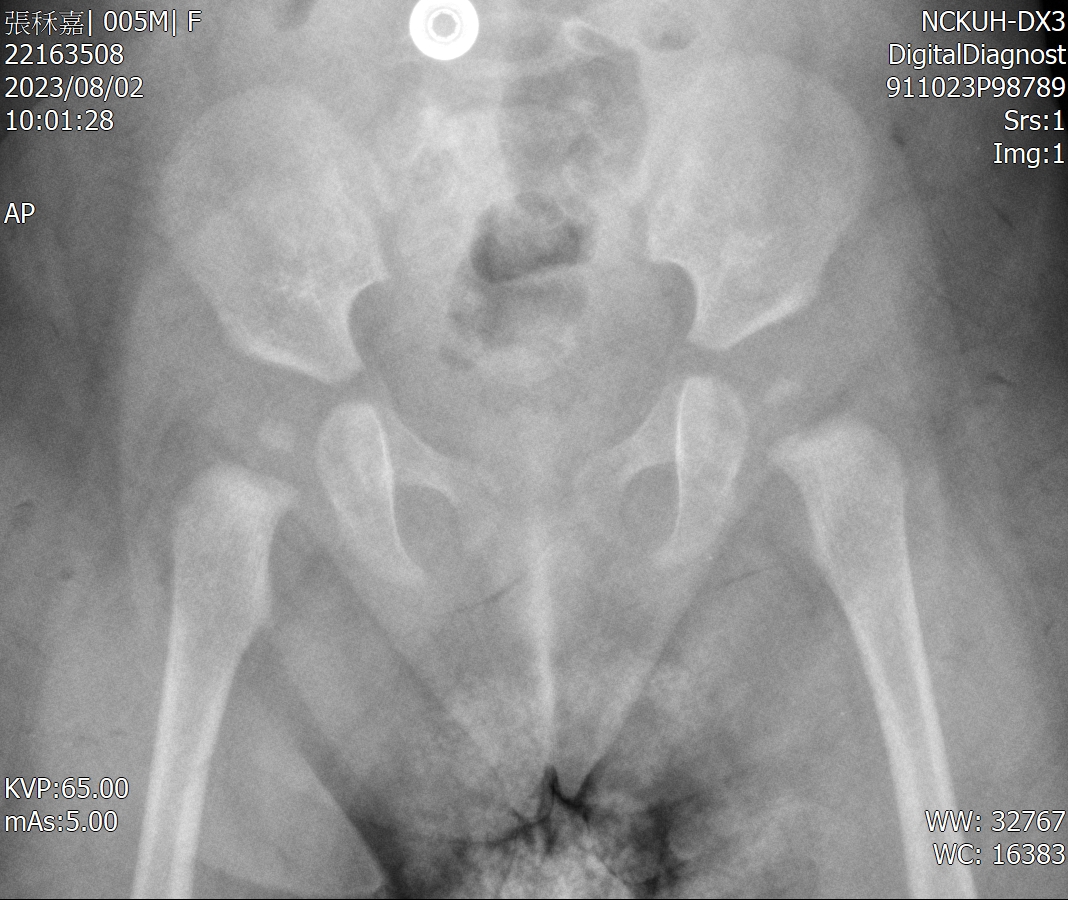 張秝嘉| 005M| F
22163508
2023/08/02
10:01:28
AP
NCKUH-DX3
DigitalDiagnost
911023P98789
Srs:1
Img:1
KVP:65.00
mAs:5.00
WW: 32767
WC: 16383